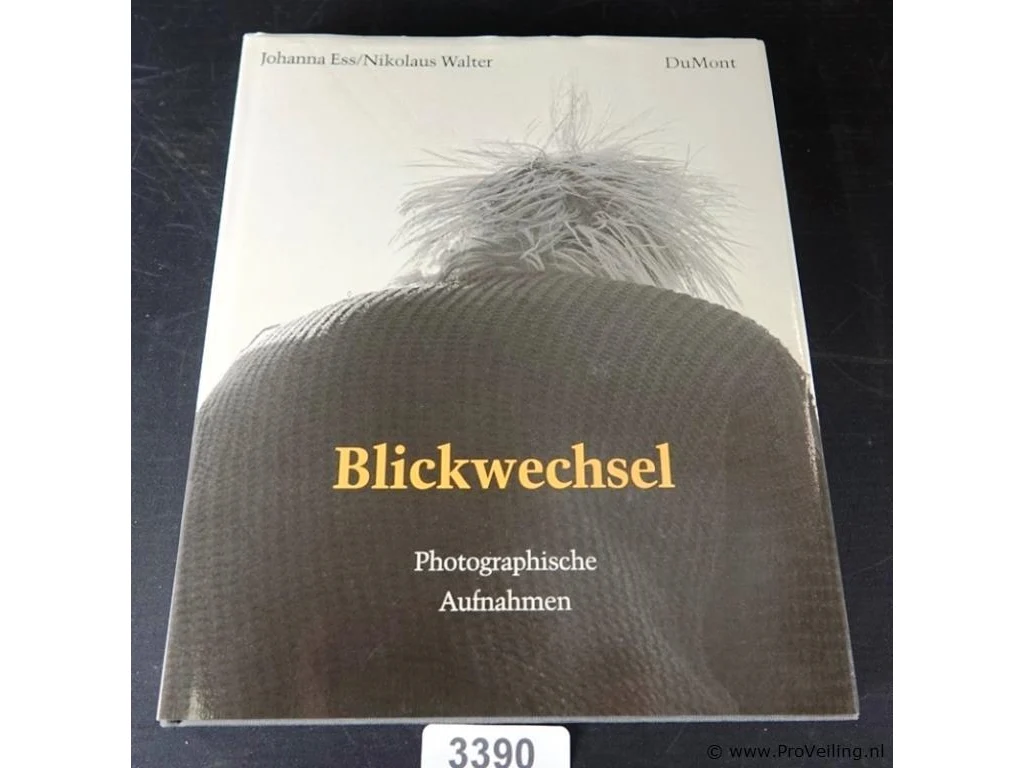 Johanna Ess/Nikolaus Walter
DuMont
Blickwechsel
Photographische
Aufnahmen
3390
© www.ProVeiling.nl